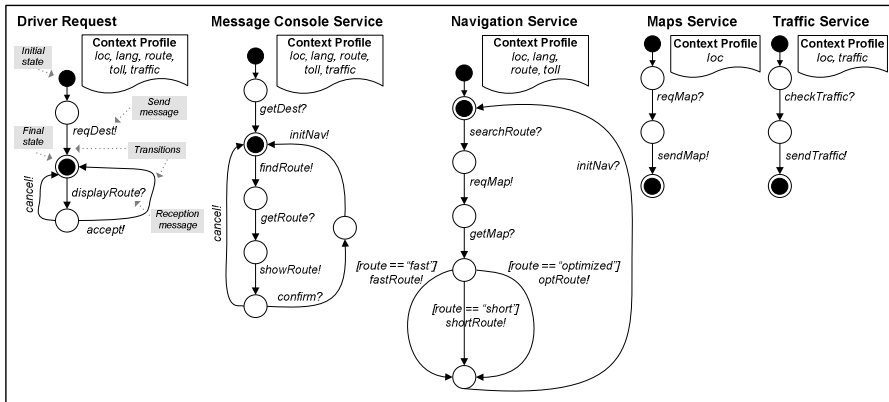 Driver Request
Context Profile
loc, lang, route,
toll, traffic
Initial
state
Send
message
reqDest!
Final
state
Transitions
cancel!
displayRoute?
Reception
message
accept!
Message Console Service
Context Profile
loc, lang, route,
toll, traffic
getDest?
initNav!
findRoute!
getRoute?
cancel!
showRoute!
confirm?
Navigation Service
Context Profile
loc, lang,
route, toll
searchRoute?
initNav?
reqMap!
getMap?
[route == “fast”]
fastRoute!
[route == “optimized”]
optRoute!
[route == “short”]
shortRoute!
Maps Service
Context Profile
loc
reqMap?
sendMap!
Traffic Service
Context Profile
loc, traffic
checkTraffic?
sendTraffic!